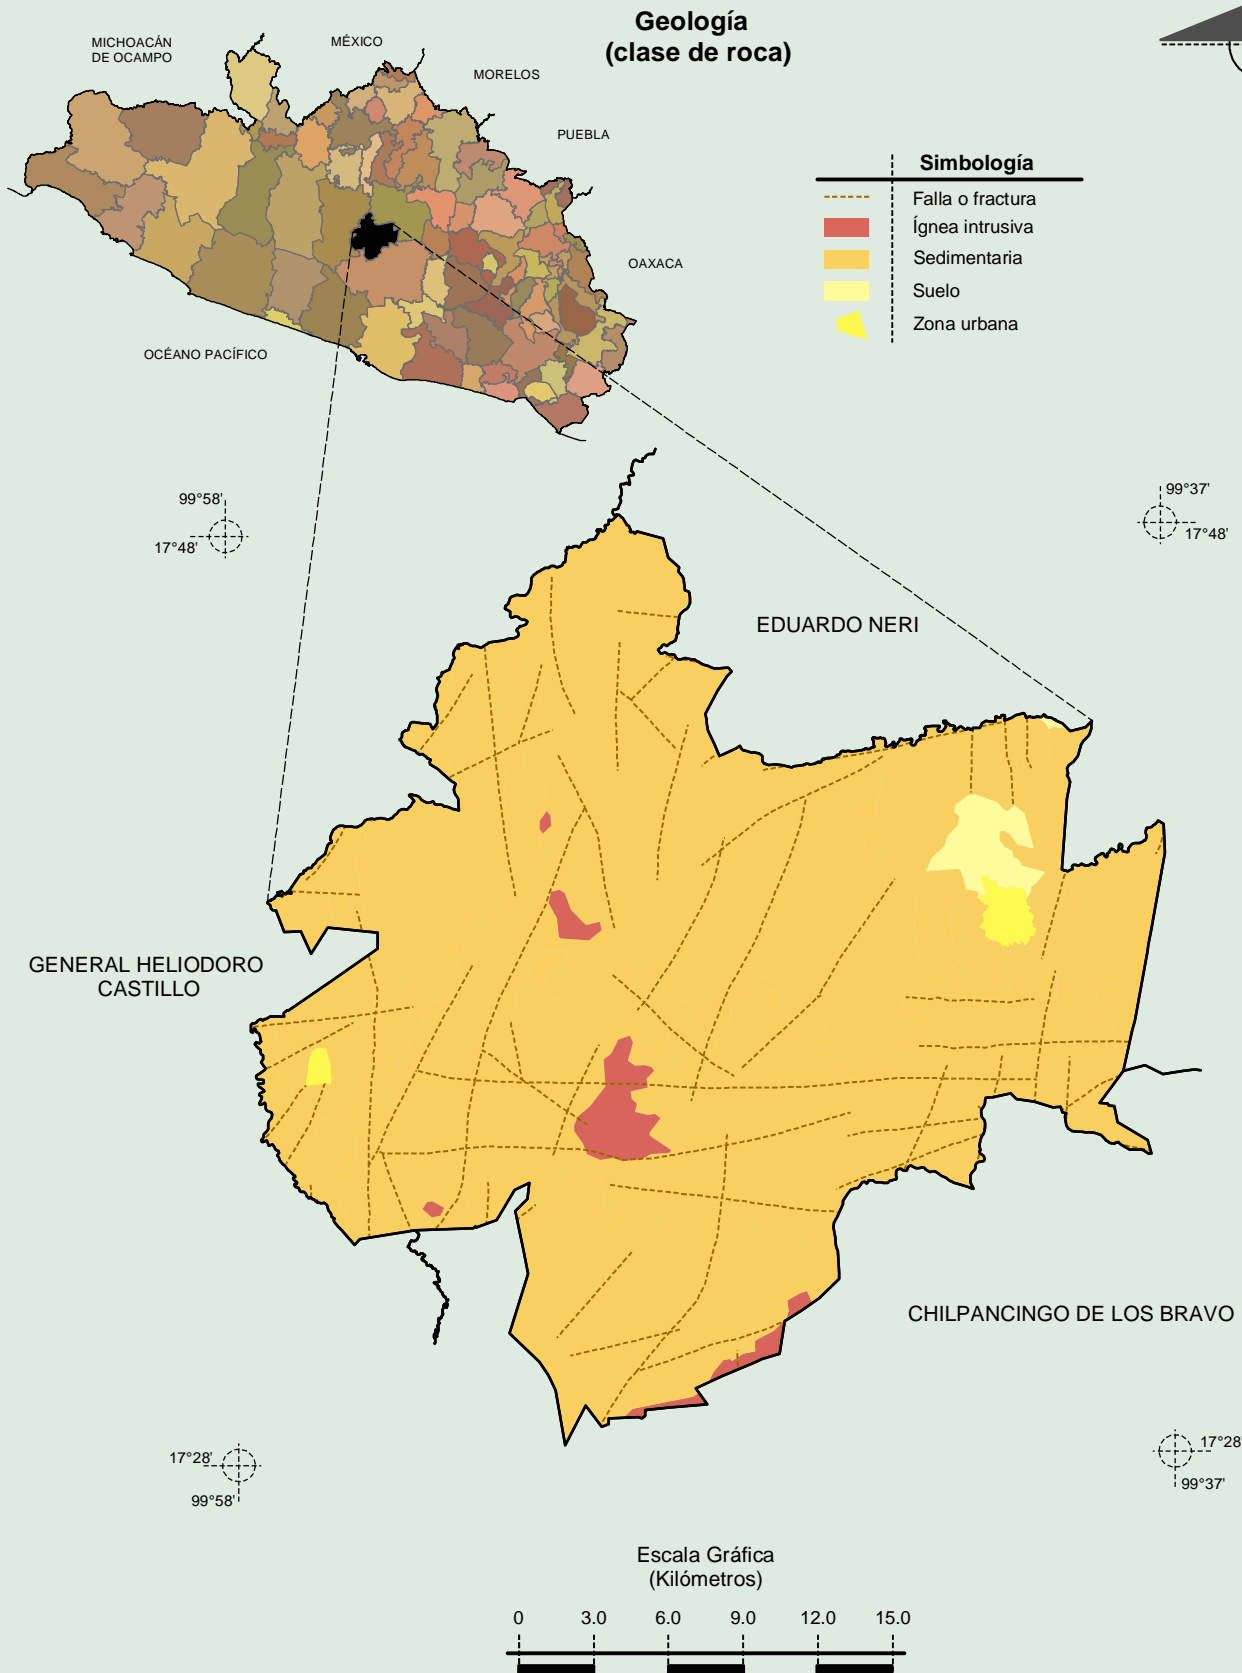 Geología
(clase de roca)
MICHOACÁN
DE OCAMPO
MÉXICO
MORELOS
PUEBLA
OAXACA
OCÉANO PACÍFICO
Simbología
Falla o fractura
Ígnea intrusiva
Sedimentaria
Suelo
Zona urbana
99°58'
17°48'
99°37'
17°48'
EDUARDO NERI
GENERAL HELIODORO
CASTILLO
CHILPANCINGO DE LOS BRAVO
17°28'
99°58'
17°28'
99°37'
Escala Gráfica
(Kilómetros)
0 3.0 6.0 9.0 12.0 15.0